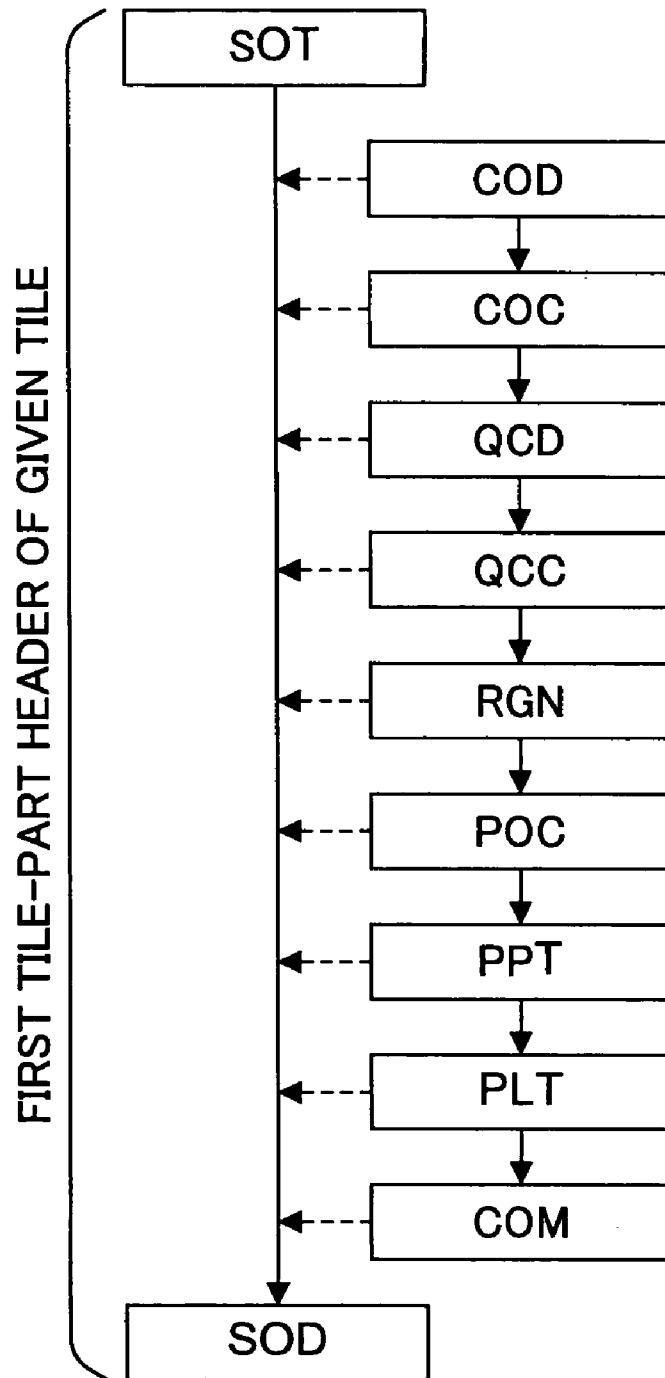 FIRST TILE-PART HEADER OF GIVEN TILE
SOT
COD
COC
QCD
QCC
RGN
POC
PPT
PLT
COM
SOD